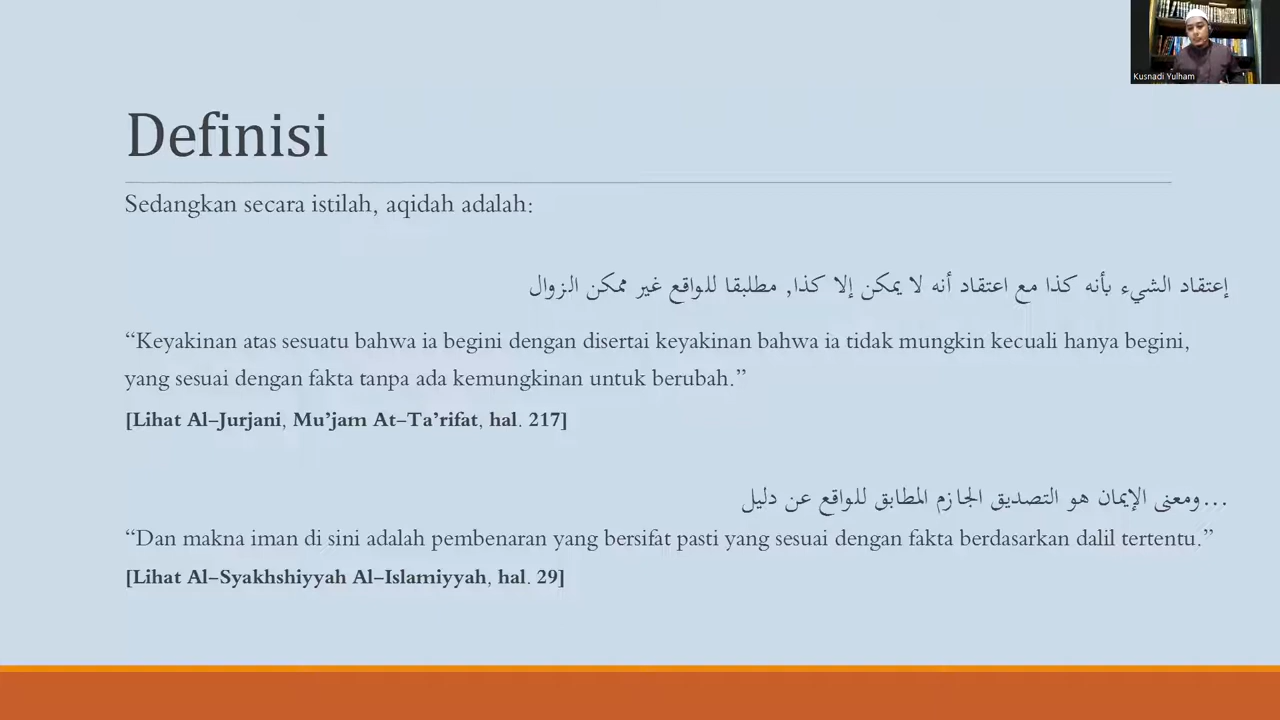 Kusnadi Yulham
Definisi
Sedangkan secara istilah, aqidah adalah:
إعتقاد الشيء بأنه كذا مع اعتقاد أنه لا يمكن إلا كذا, مطلبقا للواقع غير ممكن الزوال
“Keyakinan atas sesuatu bahwa ia begini dengan disertai keyakinan bahwa ia tidak mungkin kecuali hanya begini,
yang sesuai dengan fakta tanpa ada kemungkinan untuk berubah.”
[Lihat Al-Jurjani, Mu’jam At-Ta’rifat, hal. 217]
...ومعنى الإيمان هو التصديق الجازم المطابق للواقع عن دليل
“Dan makna iman di sini adalah pembenaran yang bersifat pasti yang sesuai dengan fakta berdasarkan dalil tertentu.”
[Lihat Al-Syakhshiyyah Al-Islamiyyah, hal. 29]